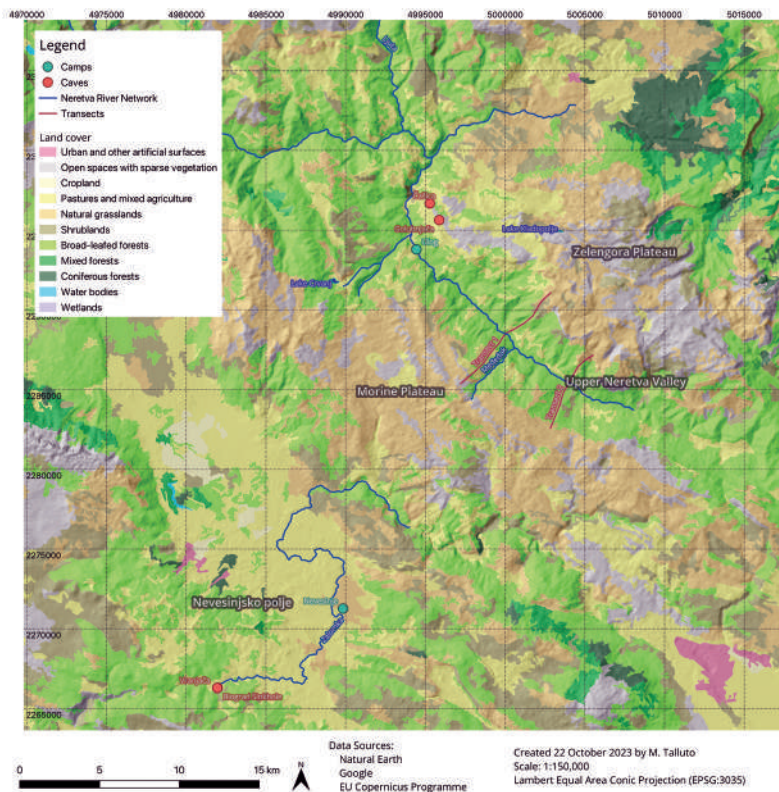 4970000 4975000 4980000 4985000 4990000 4995000 5000000 5005000 5010000 5015000
Legend
Camps
Caves
Neretva River Network
Transects
Land cover
Urban and other artificial surfaces
Open spaces with sparse vegetation
Cropland
Pastures and mixed agriculture
Natural grasslands
Shrublands
Broad-leafed forests
Mixed forests
Coniferous forests
Water bodies
Wetlands
Ulog
Zelengora Plateau
Morine Plateau
Upper Neretva Valley
2285000
2280000
2275000
2270000
2265000
Nevesinjsko polje
0 5 10 15 km
N
Data Sources:
Natural Earth
Google
EU Copernicus Programme
Created 22 October 2023 by M. Talluto
Scale: 1:150,000
Lambert Equal Area Conic Projection (EPSG:3035)